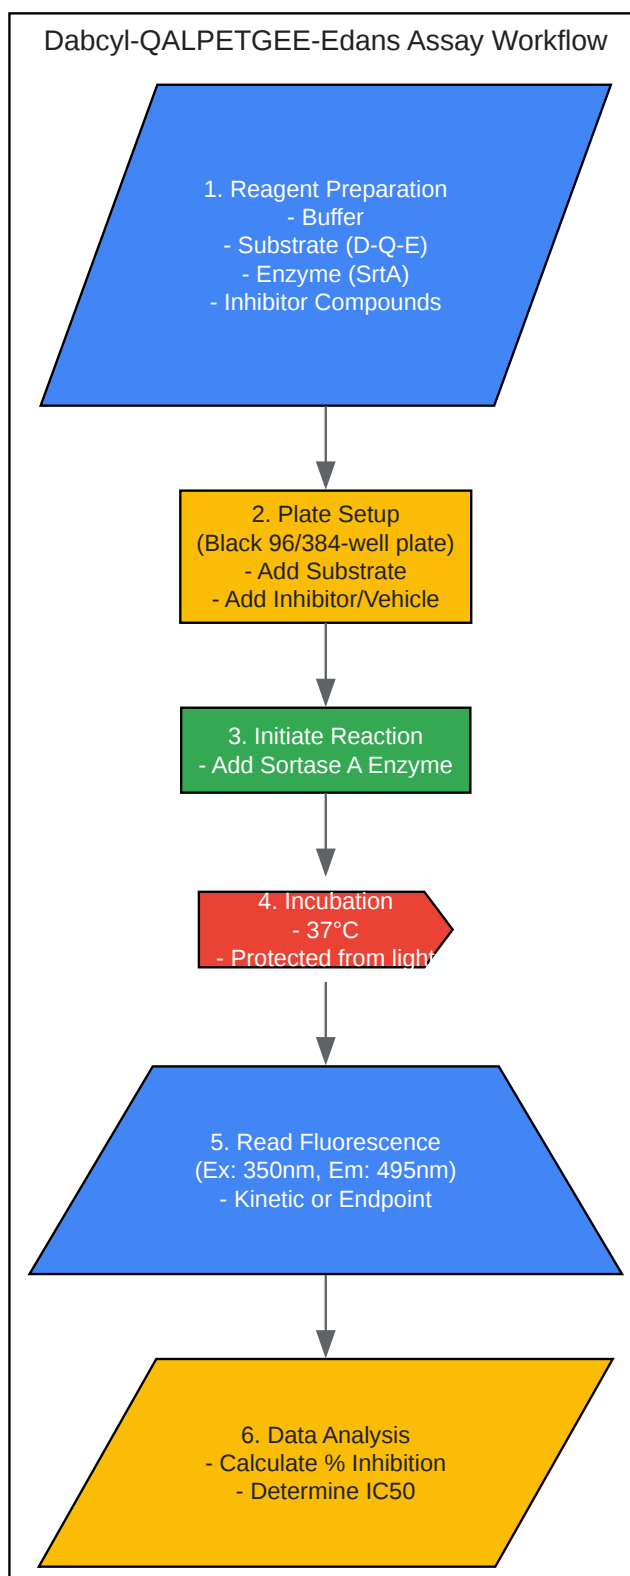 Dabcyl-QALPETGEE-Edans Assay Workflow
1. Reagent Preparation
- Buffer
- Substrate (D-Q-E)
- Enzyme (SrtA)
- Inhibitor Compounds
2. Plate Setup
(Black 96/384-well plate)
- Add Substrate
- Add Inhibitor/Vehicle
3. Initiate Reaction
- Add Sortase A Enzyme
4. Incubation
- 37°C
- Protected from light
5. Read Fluorescence
(Ex: 350nm, Em: 495nm)
- Kinetic or Endpoint
6. Data Analysis
- Calculate % Inhibition
- Determine IC50